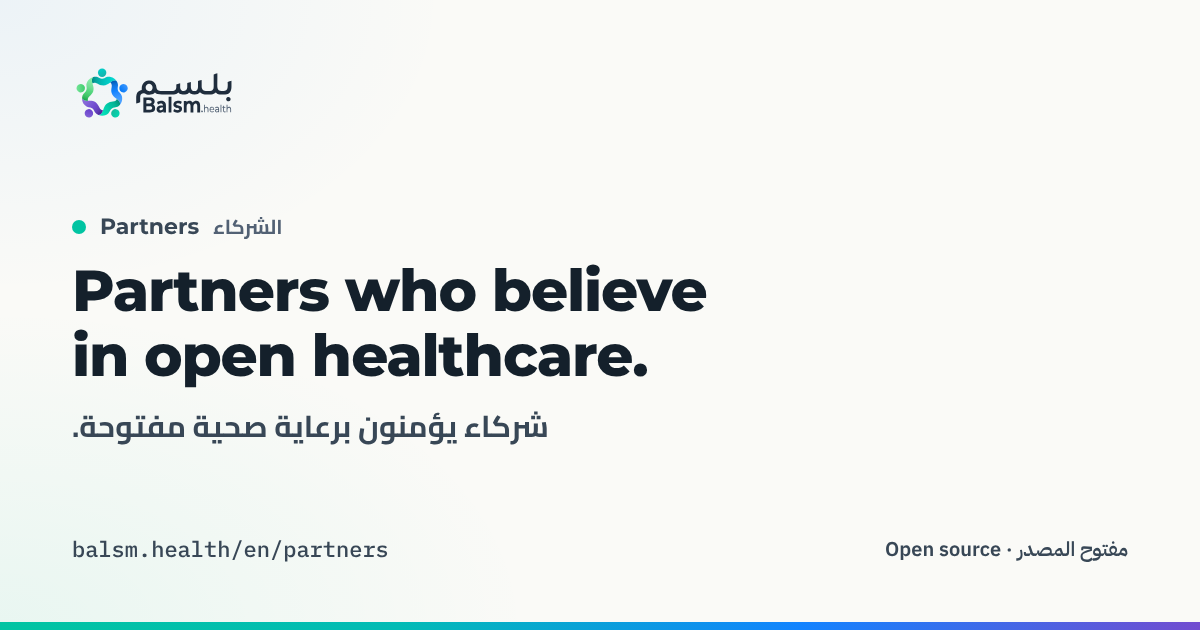 بلسم
Balsm.health
Partners الشركاء
Partners who believe
in open healthcare.
شركاء يؤمنون برعاية صحية مفتوحة.
balsm.health/en/partners
Open source · مفتوح المصدر